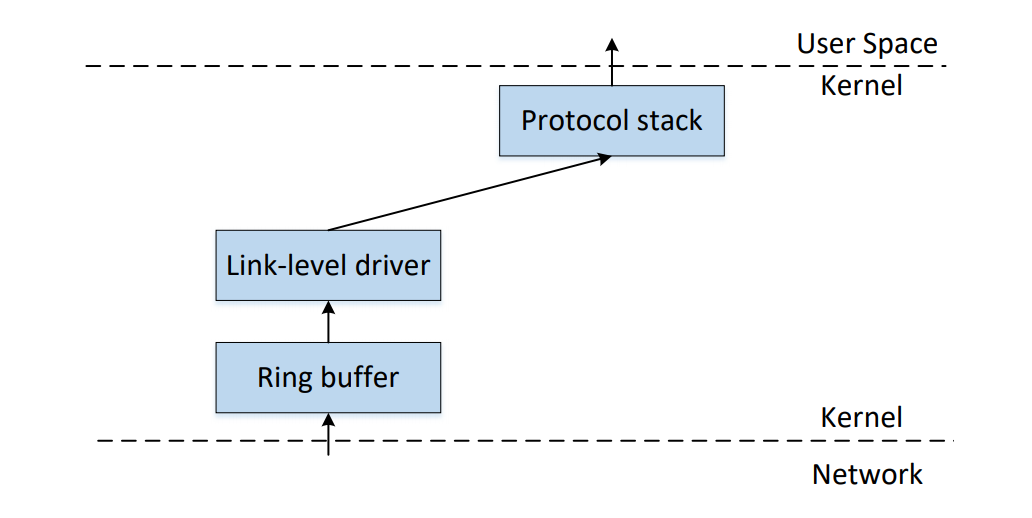 User Space
Kernel
Protocol stack
Link-level driver
Ring buffer
Kernel
Network